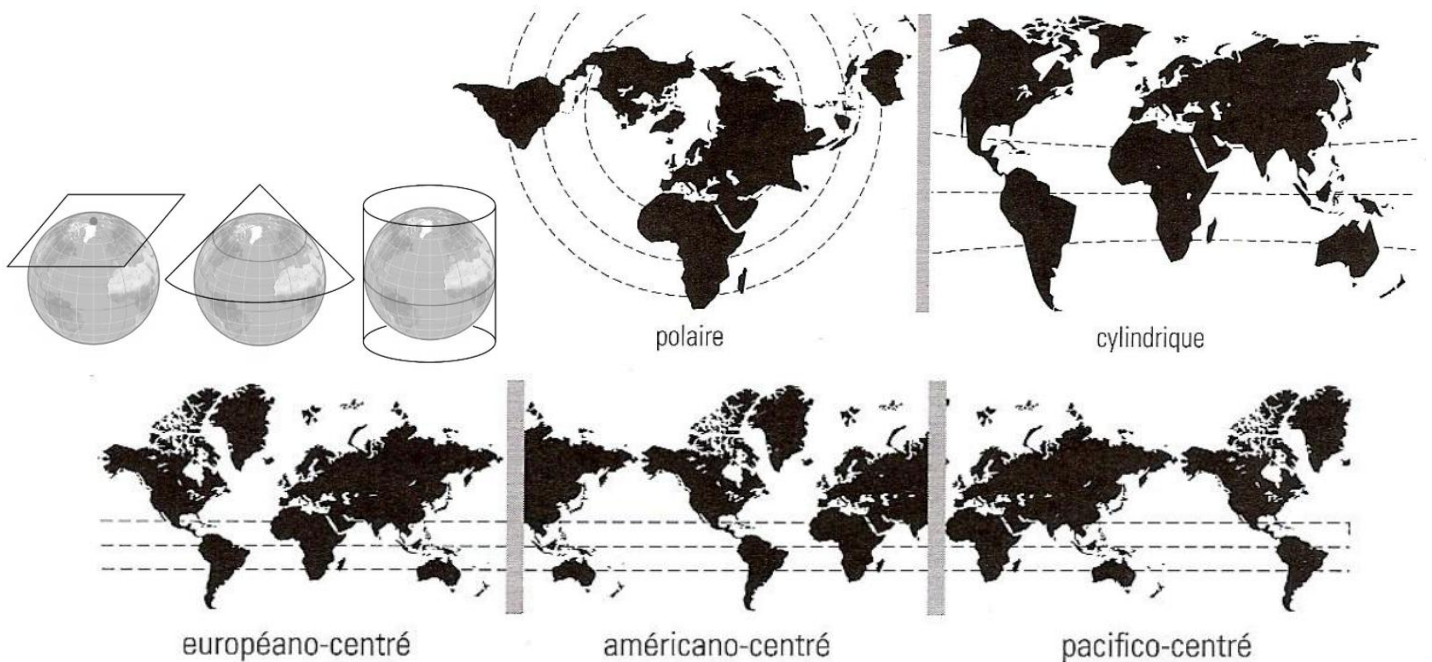 polaire
cylindrique
européano-centré
américano-centré
pacifico-centré